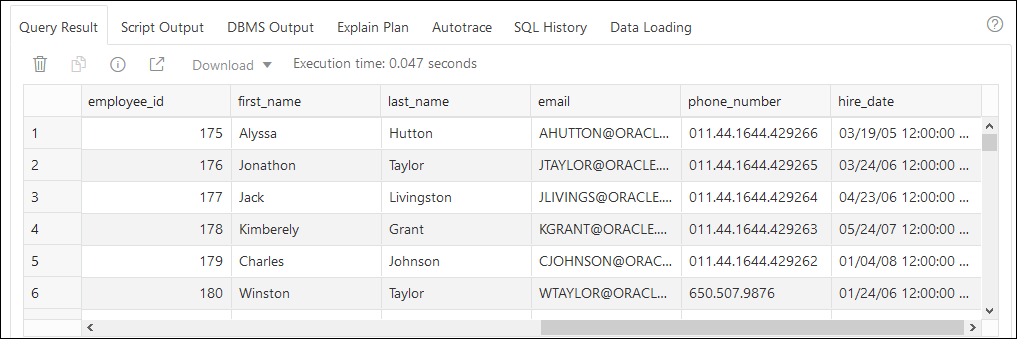 Query Result Script Output DBMS Output Explain Plan Autotrace SQL History Data Loading
Download Execution time: 0.047 seconds
employee_id first_name last_name email phone_number hire_date
1 175 Alyssa Hutton AHUTTON@ORACL... 011.44.1644.429266 03/19/05 12:00:00 ...
2 176 Jonathon Taylor JTAYLOR@ORACLE.... 011.44.1644.429265 03/24/06 12:00:00 ...
3 177 Jack Livingston JLIVINGS@ORACLE.... 011.44.1644.429264 04/23/06 12:00:00 ...
4 178 Kimberely Grant KGRANT@ORACLE.... 011.44.1644.429263 05/24/07 12:00:00 ...
5 179 Charles Johnson CJOHNSON@ORAC... 011.44.1644.429262 01/04/08 12:00:00 ...
6 180 Winston Taylor WTAYLOR@ORACL... 650.507.9876 01/24/06 12:00:00 ...